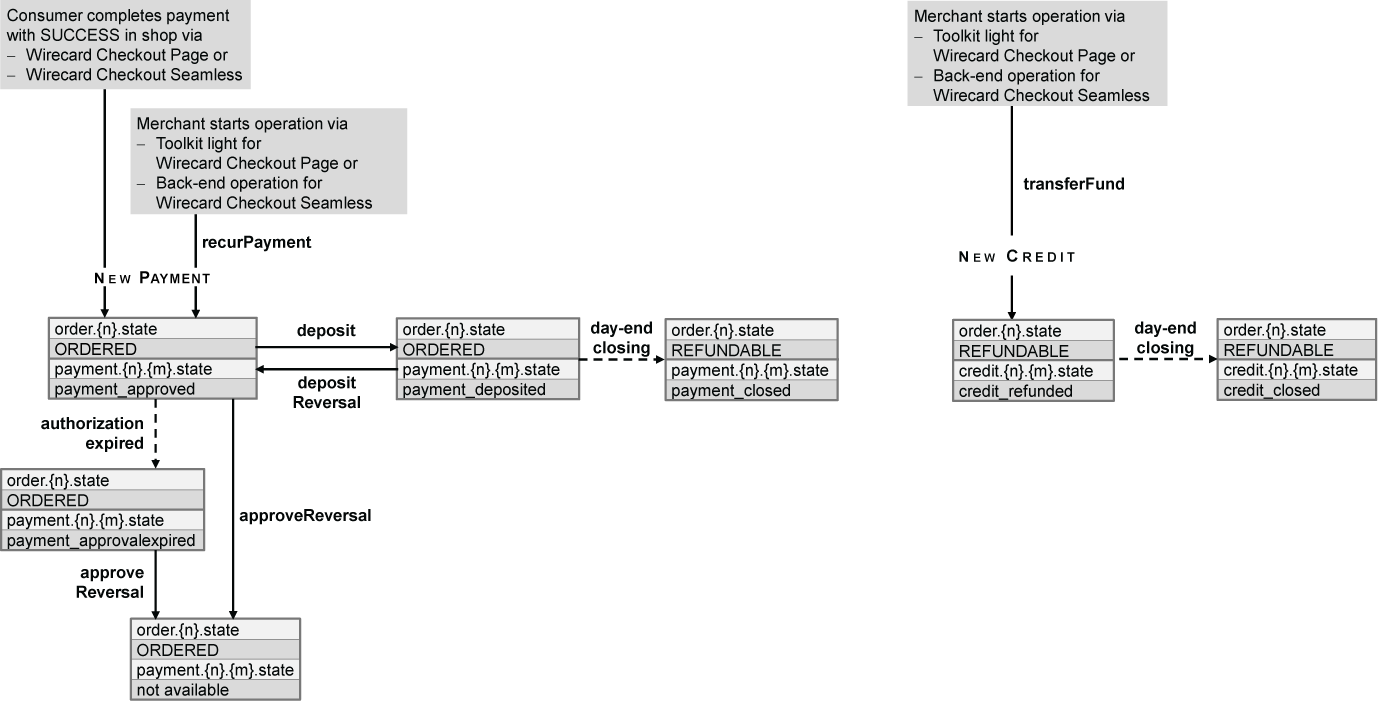 Consumer completes payment
with SUCCESS in shop via
– Wirecard Checkout Page or
– Wirecard Checkout Seamless
Merchant starts operation via
– Toolkit light for
Wirecard Checkout Page or
– Back-end operation for
Wirecard Checkout Seamless
recurPayment
NEW PAYMENT
order.{n}.state
ORDERED
payment.{n}.{m}.state
payment_approved
deposit
deposit
Reversal
order.{n}.state
ORDERED
payment.{n}.{m}.state
payment_deposited
day-end
closing
order.{n}.state
REFUNDABLE
payment.{n}.{m}.state
payment_closed
authorization
expired
order.{n}.state
ORDERED
payment.{n}.{m}.state
payment_approvalexpired
approveReversal
approve
Reversal
order.{n}.state
ORDERED
payment.{n}.{m}.state
not available
Merchant starts operation via
– Toolkit light for
Wirecard Checkout Page or
– Back-end operation for
Wirecard Checkout Seamless
transferFund
NEW CREDIT
order.{n}.state
REFUNDABLE
credit.{n}.{m}.state
credit_refunded
day-end
closing
order.{n}.state
REFUNDABLE
credit.{n}.{m}.state
credit_closed